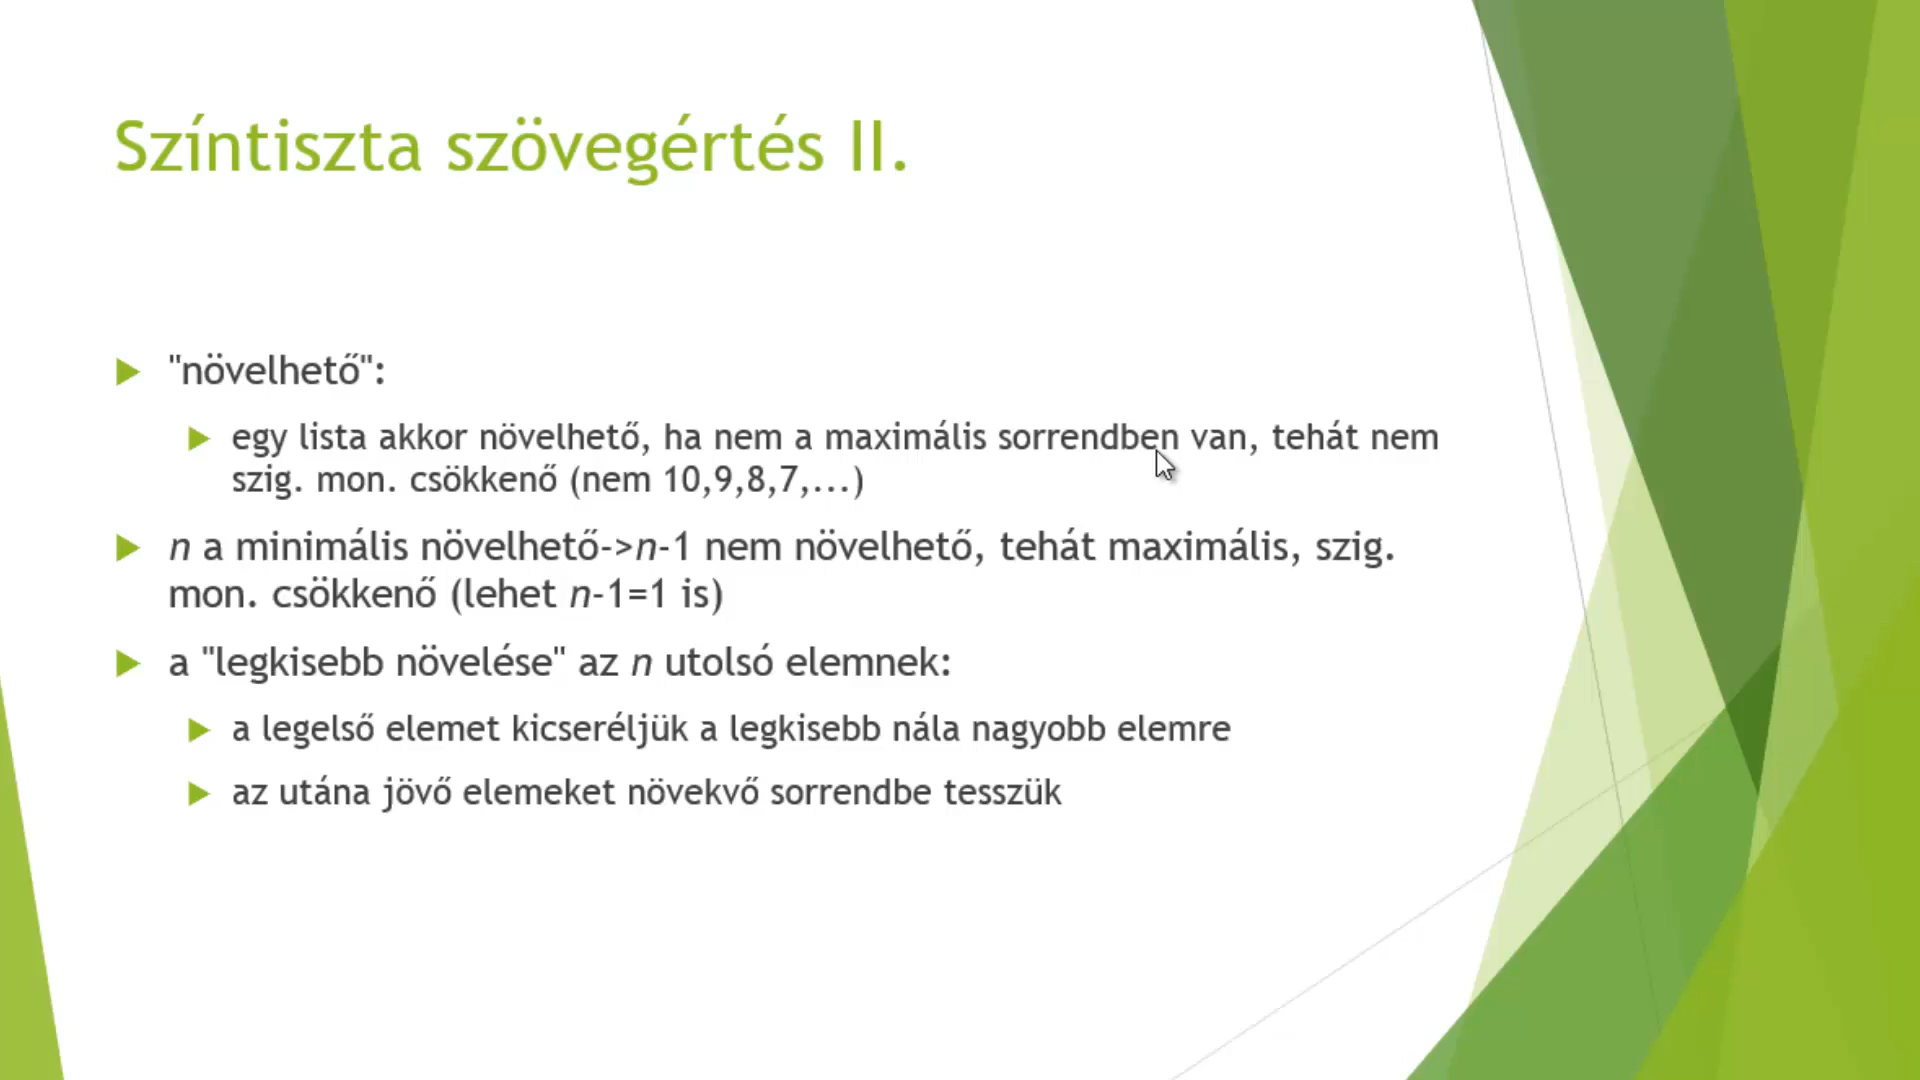 Színtiszta szövegértés II.
"növelhető":
egy lista akkor növelhető, ha nem a maximális sorrendben van, tehát nem
szig. mon. csökkenő (nem 10,9,8,7,...)
n a minimális növelhető->n-1 nem növelhető, tehát maximális, szig.
mon. csökkenő (lehet n-1=1 is)
a "legkisebb növelése" az n utolsó elemnek:
a legelső elemet kicseréljük a legkisebb nála nagyobb elemre
az utána jövő elemeket növekvő sorrendbe tesszük